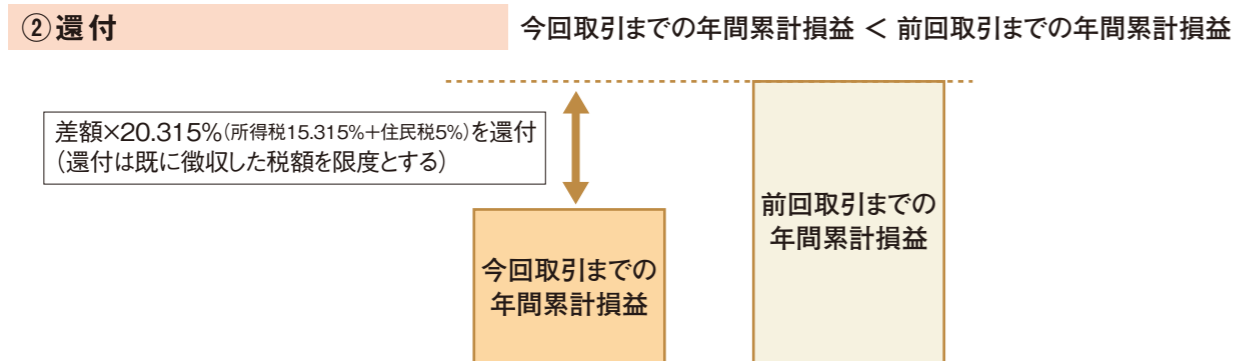 ②還付
今回取引までの年間累計損益 < 前回取引までの年間累計損益
差額×20.315%(所得税15.315%+住民税5%)を還付
(還付は既に徴収した税額を限度とする)
前回取引までの
年間累計損益
今回取引までの
年間累計損益